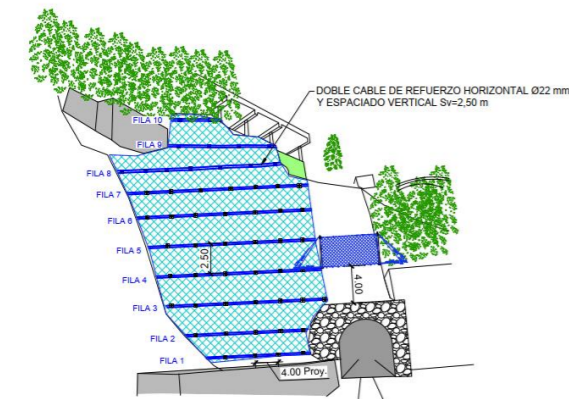 DOBLE CABLE DE REFUERZO HORIZONTAL Ø22 mm
Y ESPACIADO VERTICAL Sv=2,50 m
FILA 10
FILA 9
FILA 8
FILA 7
FILA 6
FILA 5
2.50
FILA 4
4.00
FILA 3
FILA 2
FILA 1
4.00 Proy.